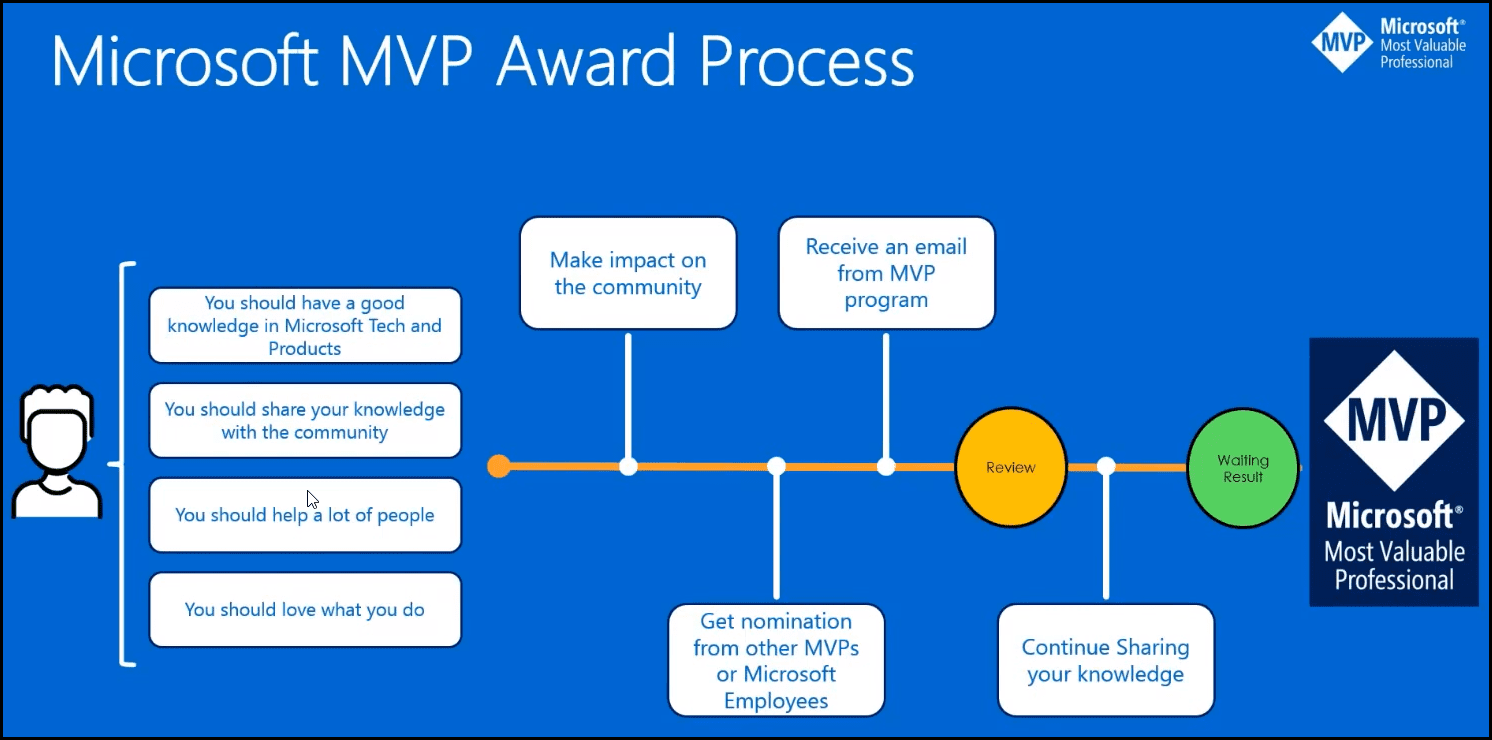 Microsoft MVP Award Process
MVP
Microsoft®
Most Valuable
Professional
You should have a good
knowledge in Microsoft Tech and
Products
You should share your knowledge
with the community
You should help a lot of people
You should love what you do
Make impact on
the community
Get nomination
from other MVPs
or Microsoft
Employees
Receive an email
from MVP
program
Review
Continue Sharing
your knowledge
Waiting
Result
MVP
Microsoft®
Most Valuable
Professional